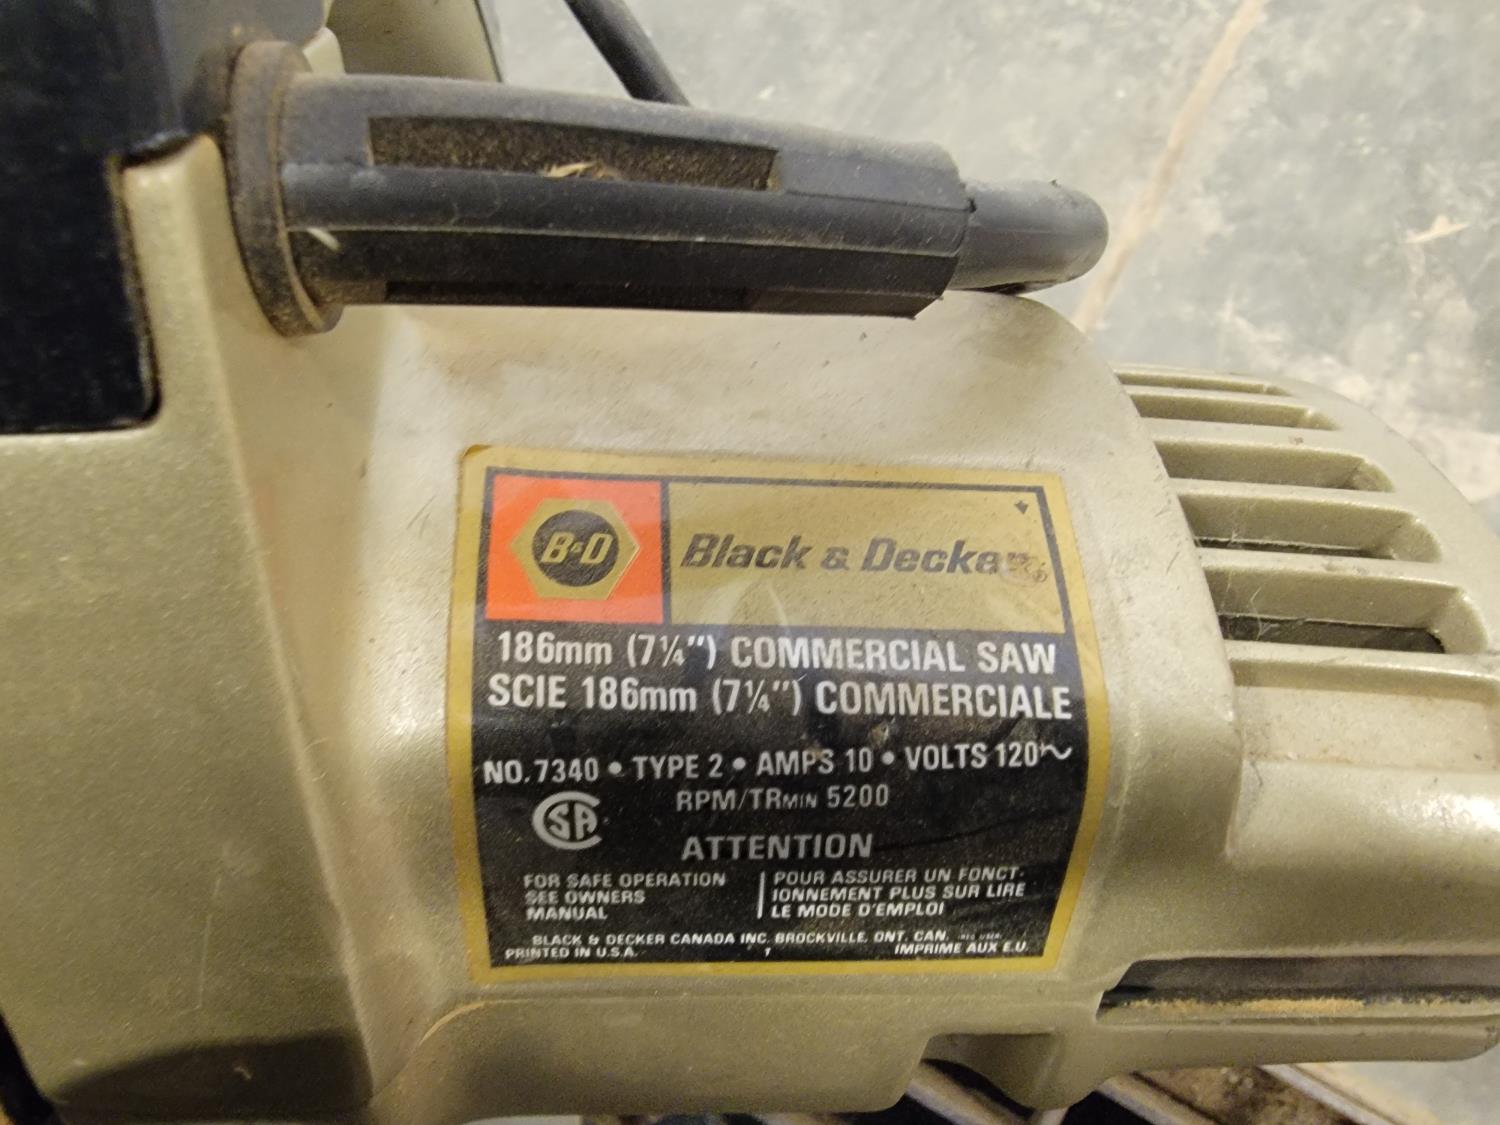 B&D
Black & Decker®
186mm (7¼") COMMERCIAL SAW
SCIE 186mm (7¼") COMMERCIALE
NO. 7340 • TYPE 2 • AMPS 10 • VOLTS 120~
RPM/TRMIN 5200
CSA
ATTENTION
FOR SAFE OPERATION
SEE OWNERS
MANUAL
POUR ASSURER UN FONCT-
IONNEMENT PLUS SUR LIRE
LE MODE D'EMPLOI
BLACK & DECKER CANADA INC. BROCKVILLE, ONT. CAN.
PRINTED IN U.S.A.
IMPRIME AUX E.U.